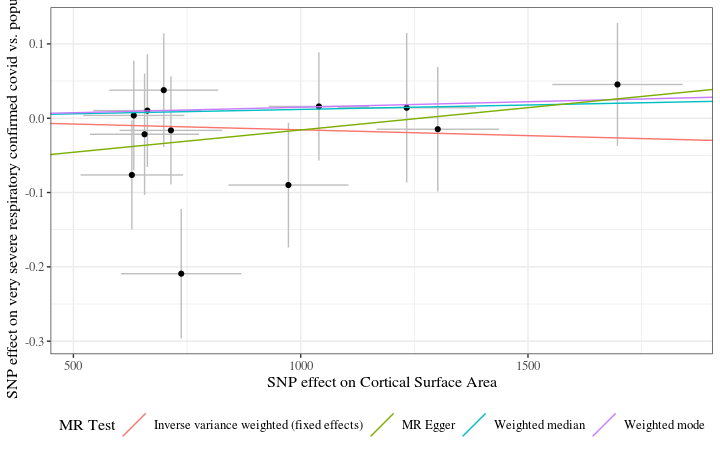 SNP effect on very severe respiratory confirmed covid vs.
0.1
0.0
-0.1
-0.2
-0.3
500
1000
1500
SNP effect on Cortical Surface Area
MR Test
Inverse variance weighted (fixed effects)
MR Egger
Weighted median
Weighted mode